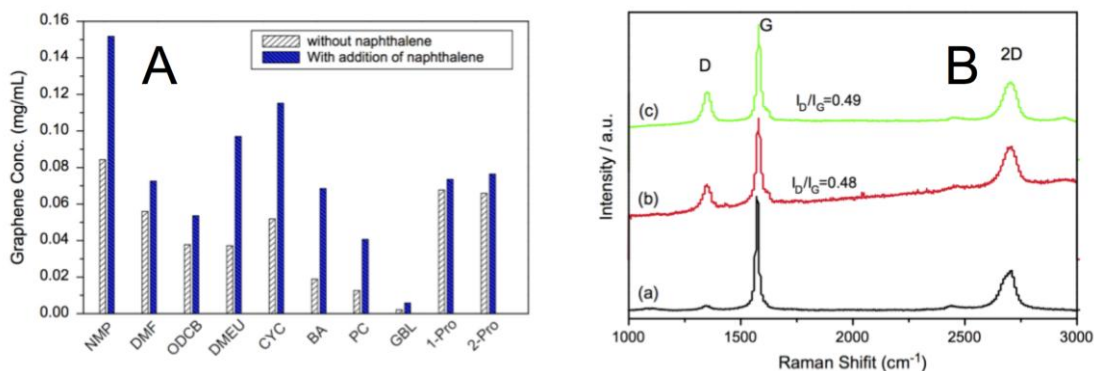 0.16
0.14
0.12
0.10
0.08
0.06
0.04
0.02
0.00
Graphene Conc. (mg/mL)
A
without naphthalene
With addition of naphthalene
NMP
DMF
ODCB
DMEU
CYC
BA
PC
GBL
1-Pro
2-Pro
B
Intensity / a.u.
D
G
2D
(c)
I_D/I_G=0.49
(b)
I_D/I_G=0.48
(a)
1000
1500
2000
2500
3000
Raman Shifit (cm⁻¹)